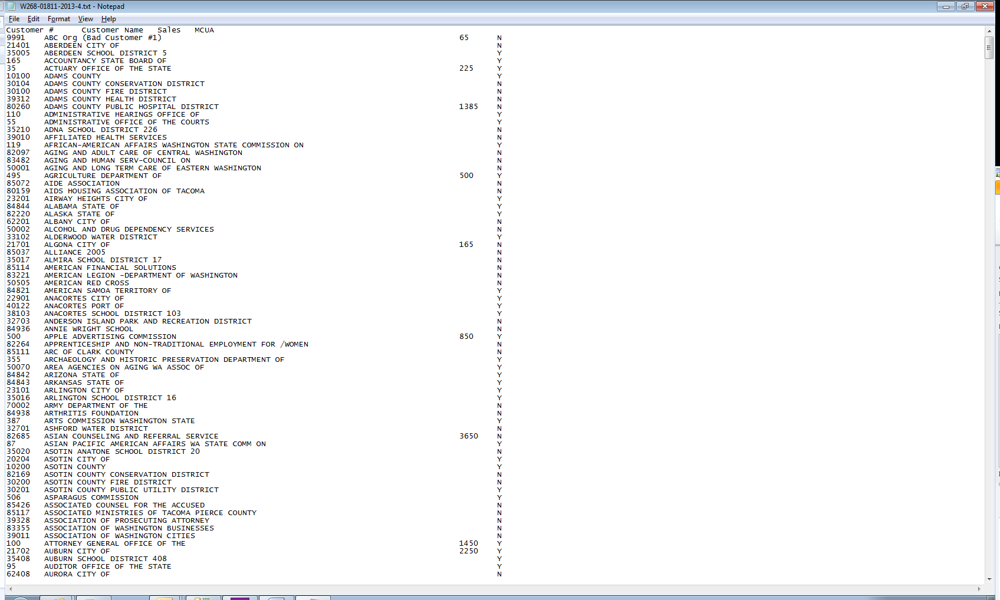 W268-01811-2013-4.txt - Notepad
File Edit Format View Help
Customer # Customer Name Sales MCUA
9991 ABC Org (Bad Customer #1) 65 N
21401 ABERDEEN CITY OF N
35005 ABERDEEN SCHOOL DISTRICT 5 Y
165 ACCOUNTANCY STATE BOARD OF Y
35 ACTUARY OFFICE OF THE STATE 225 Y
10100 ADAMS COUNTY Y
30104 ADAMS COUNTY CONSERVATION DISTRICT N
30100 ADAMS COUNTY FIRE DISTRICT N
39312 ADAMS COUNTY HEALTH DISTRICT N
80260 ADAMS COUNTY PUBLIC HOSPITAL DISTRICT 1385 N
110 ADMINISTRATIVE HEARINGS OFFICE OF Y
55 ADMINISTRATIVE OFFICE OF THE COURTS Y
35210 ADNA SCHOOL DISTRICT 226 N
39010 AFFILIATED HEALTH SERVICES N
119 AFRICAN-AMERICAN AFFAIRS WASHINGTON STATE COMMISSION ON Y
82097 AGING AND ADULT CARE OF CENTRAL WASHINGTON N
83482 AGING AND HUMAN SERV-COUNCIL ON N
50001 AGING AND LONG TERM CARE OF EASTERN WASHINGTON N
495 AGRICULTURE DEPARTMENT OF 500 Y
85072 AIDE ASSOCIATION N
80159 AIDS HOUSING ASSOCIATION OF TACOMA N
23201 AIRWAY HEIGHTS CITY OF Y
84844 ALABAMA STATE OF Y
82220 ALASKA STATE OF Y
62201 ALBANY CITY OF N
50002 ALCOHOL AND DRUG DEPENDENCY SERVICES N
33102 ALDERWOOD WATER DISTRICT Y
21701 ALGONA CITY OF 165 N
85037 ALLIANCE 2005 N
35017 ALMIRA SCHOOL DISTRICT 17 N
85114 AMERICAN FINANCIAL SOLUTIONS N
83221 AMERICAN LEGION -DEPARTMENT OF WASHINGTON N
50505 AMERICAN RED CROSS N
84821 AMERICAN SAMOA TERRITORY OF Y
22901 ANACORTES CITY OF Y
40122 ANACORTES PORT OF Y
38103 ANACORTES SCHOOL DISTRICT 103 Y
32703 ANDERSON ISLAND PARK AND RECREATION DISTRICT N
84936 ANNIE WRIGHT SCHOOL N
500 APPLE ADVERTISING COMMISSION 850 Y
82264 APPRENTICESHIP AND NON-TRADITIONAL EMPLOYMENT FOR /WOMEN N
85111 ARC OF CLARK COUNTY N
355 ARCHAEOLOGY AND HISTORIC PRESERVATION DEPARTMENT OF Y
50070 AREA AGENCIES ON AGING WA ASSOC OF Y
84842 ARIZONA STATE OF Y
84843 ARKANSAS STATE OF Y
23101 ARLINGTON CITY OF Y
35016 ARLINGTON SCHOOL DISTRICT 16 Y
70002 ARMY DEPARTMENT OF THE N
84938 ARTHRITIS FOUNDATION N
387 ARTS COMMISSION WASHINGTON STATE Y
32701 ASHFORD WATER DISTRICT N
82685 ASIAN COUNSELING AND REFERRAL SERVICE 3650 N
87 ASIAN PACIFIC AMERICAN AFFAIRS WA STATE COMM ON Y
35020 ASOTIN ANATONE SCHOOL DISTRICT 20 N
20204 ASOTIN CITY OF Y
10200 ASOTIN COUNTY Y
82169 ASOTIN COUNTY CONSERVATION DISTRICT N
30200 ASOTIN COUNTY FIRE DISTRICT N
30201 ASOTIN COUNTY PUBLIC UTILITY DISTRICT Y
506 ASPARAGUS COMMISSION Y
85426 ASSOCIATED COUNSEL FOR THE ACCUSED N
85117 ASSOCIATED MINISTRIES OF TACOMA PIERCE COUNTY N
39328 ASSOCIATION OF PROSECUTING ATTORNEY N
83355 ASSOCIATION OF WASHINGTON BUSINESSES N
39011 ASSOCIATION OF WASHINGTON CITIES N
100 ATTORNEY GENERAL OFFICE OF THE 1450 Y
21702 AUBURN CITY OF 2250 Y
35408 AUBURN SCHOOL DISTRICT 408 Y
95 AUDITOR OFFICE OF THE STATE Y
62408 AURORA CITY OF N